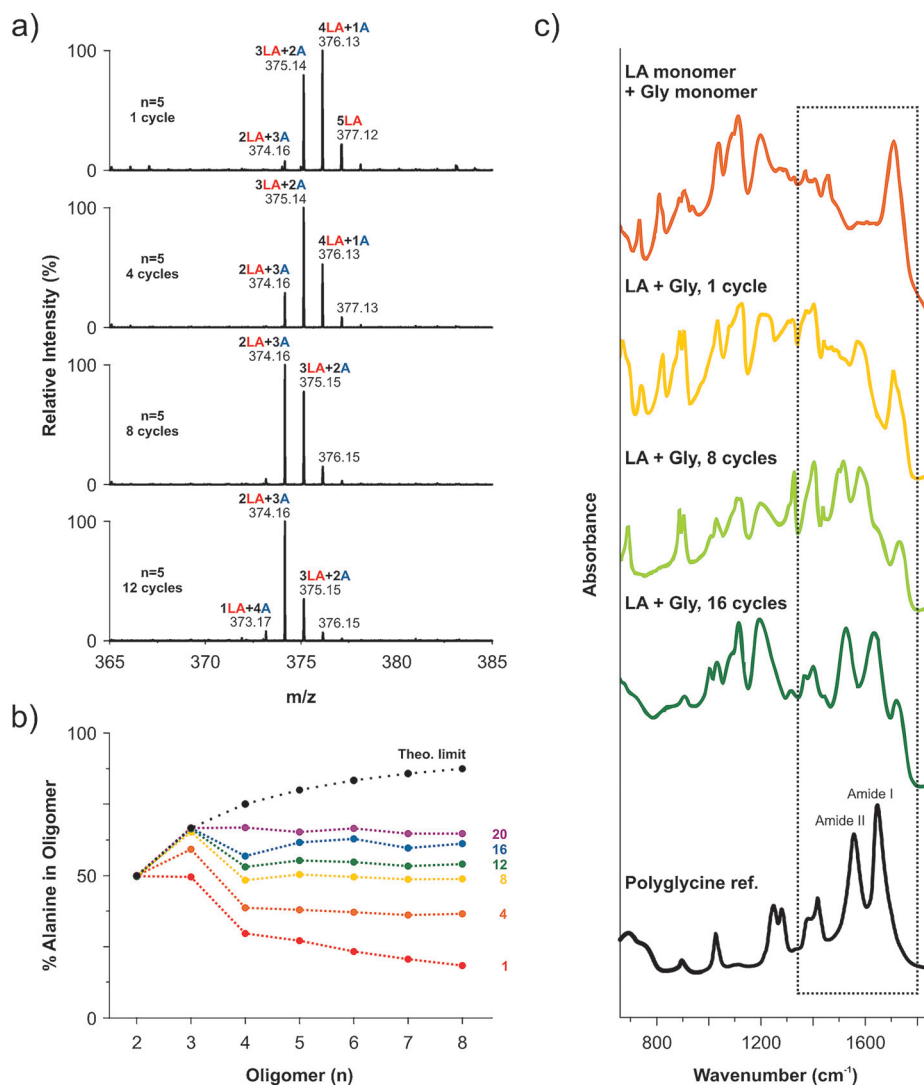 a)
100
0
Relative Intensity (%)
n=5
1 cycle
2LA+3A
374.16
3LA+2A
375.14
4LA+1A
376.13
5LA
377.12
100
0
n=5
4 cycles
2LA+3A
374.16
3LA+2A
375.14
4LA+1A
376.13
377.13
100
0
n=5
8 cycles
2LA+3A
374.16
3LA+2A
375.15
376.15
100
0
n=5
12 cycles
1LA+4A
373.17
2LA+3A
374.16
3LA+2A
375.15
376.15
365
370
375
380
385
m/z
b)
100
50
0
% Alanine in Oligomer
Theo. limit
20
16
12
8
4
1
2
3
4
5
6
7
8
Oligomer (n)
c)
LA monomer
+ Gly monomer
LA + Gly, 1 cycle
LA + Gly, 8 cycles
LA + Gly, 16 cycles
Polyglycine ref.
Amide II
Amide I
Absorbance
800
1200
1600
Wavenumber (cm⁻¹)